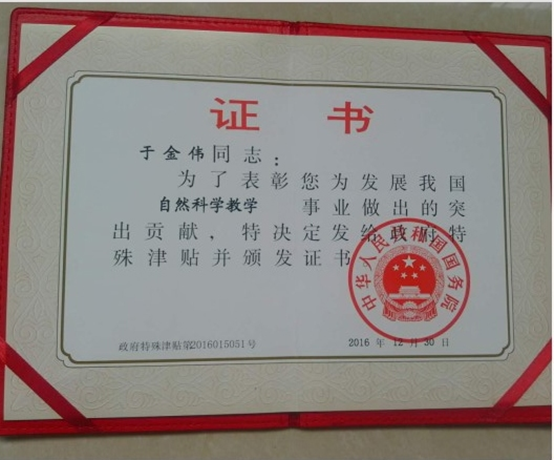 证 书
于金伟同志：
为了表彰您为发展我国
自然科学教学 事业做出的突
出贡献，特决定发给政府特
殊津贴并颁发证书
中华人民共和国国务院
政府特殊津贴第2016015051号
2016 年 12 月 30 日